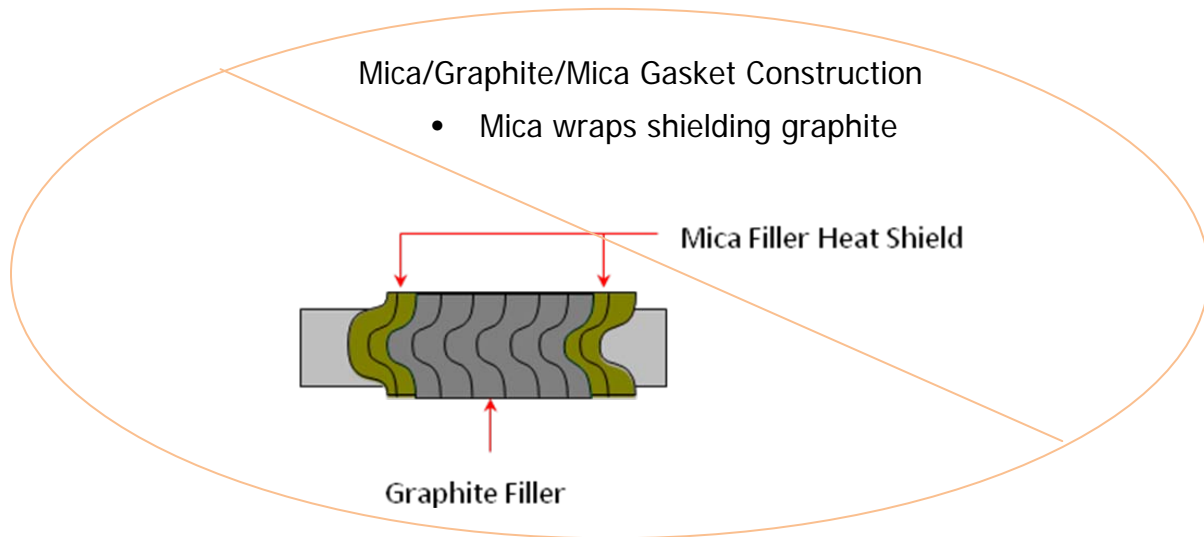 Mica/Graphite/Mica Gasket Construction
• Mica wraps shielding graphite
Mica Filler Heat Shield
Graphite Filler